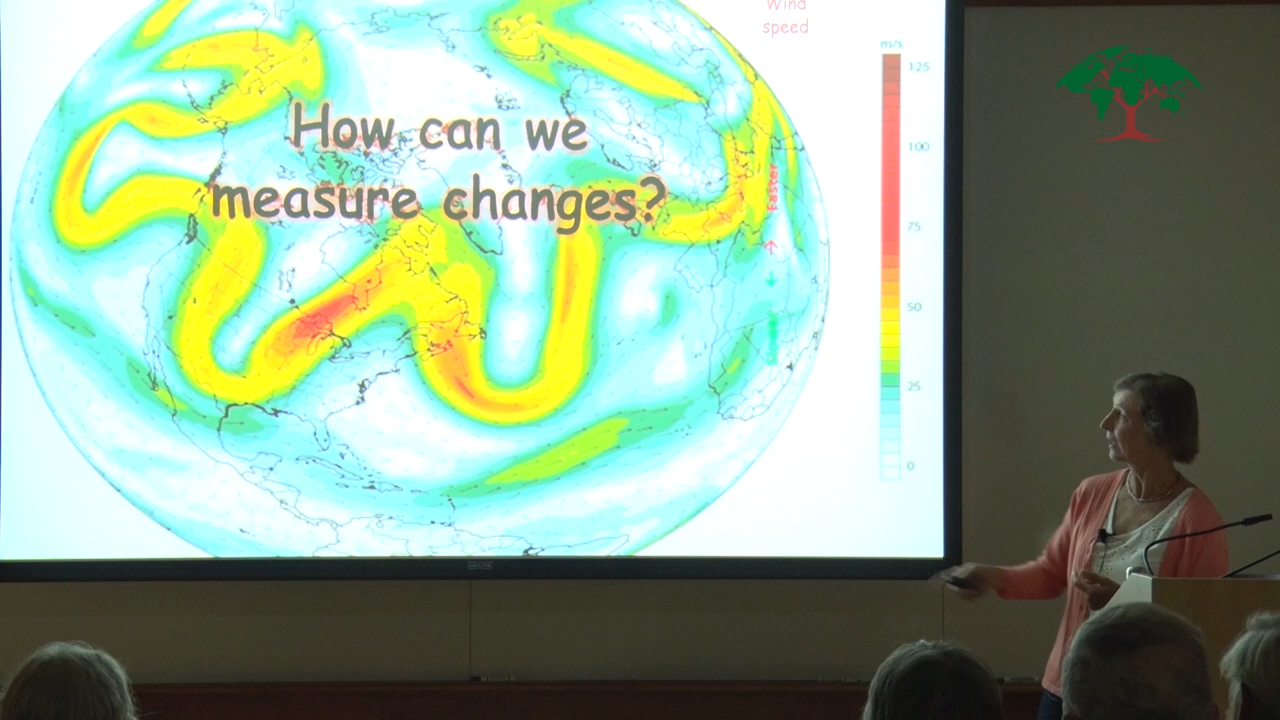 Wind
speed
m/s
125
How can we
100
measure changes?
Faster
75
50
25
0